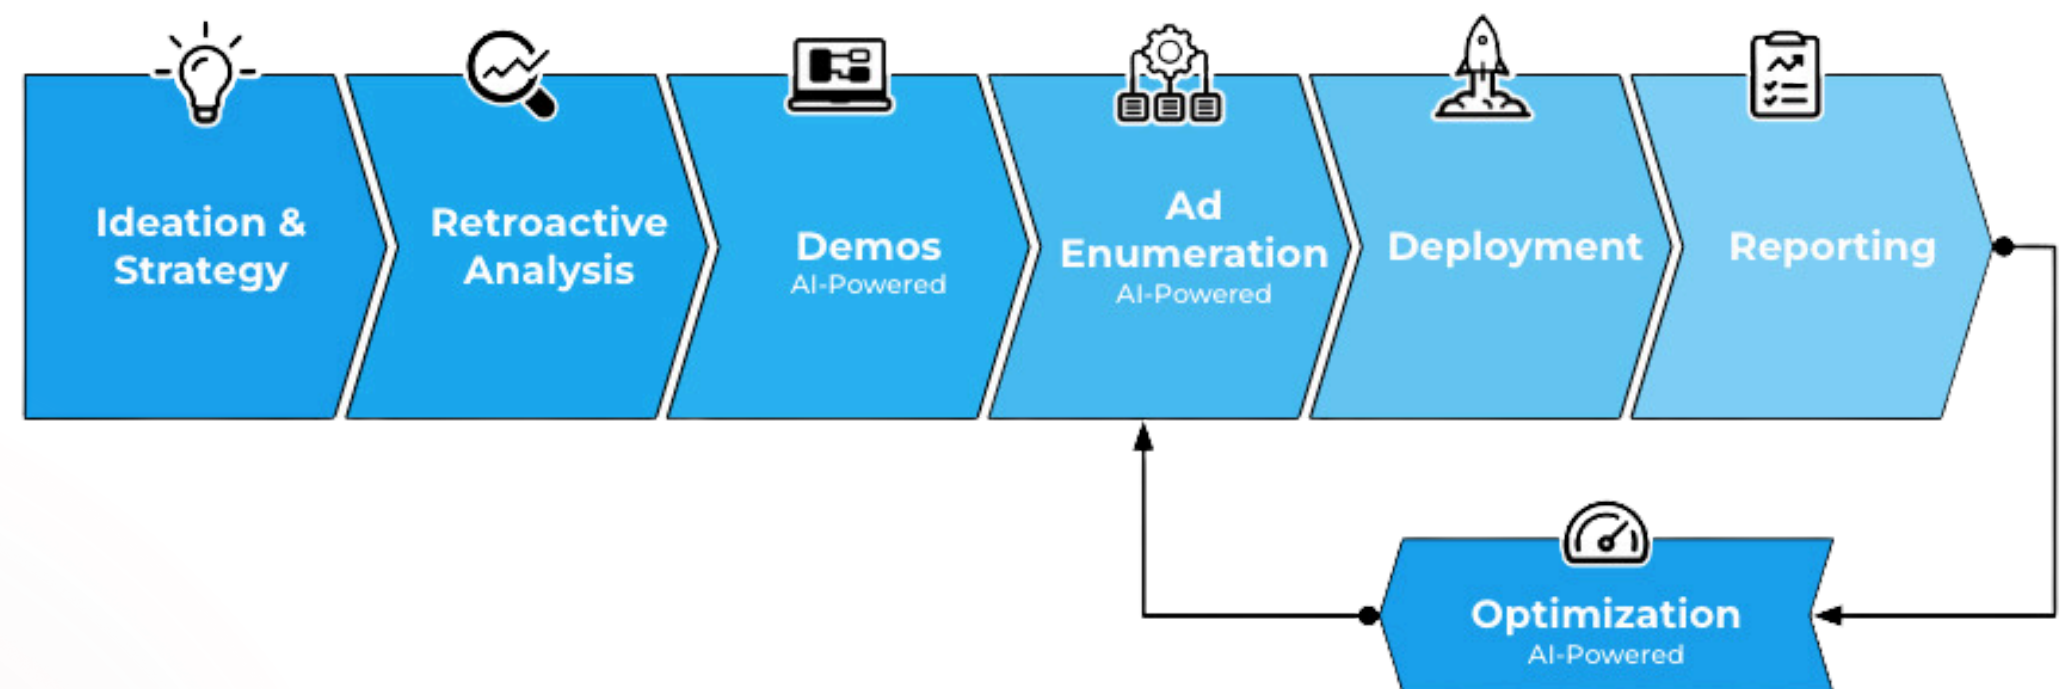 Ideation &
Strategy
Retroactive
Analysis
Demos
AI-Powered
Ad
Enumeration
AI-Powered
Deployment
Reporting
Optimization
AI-Powered